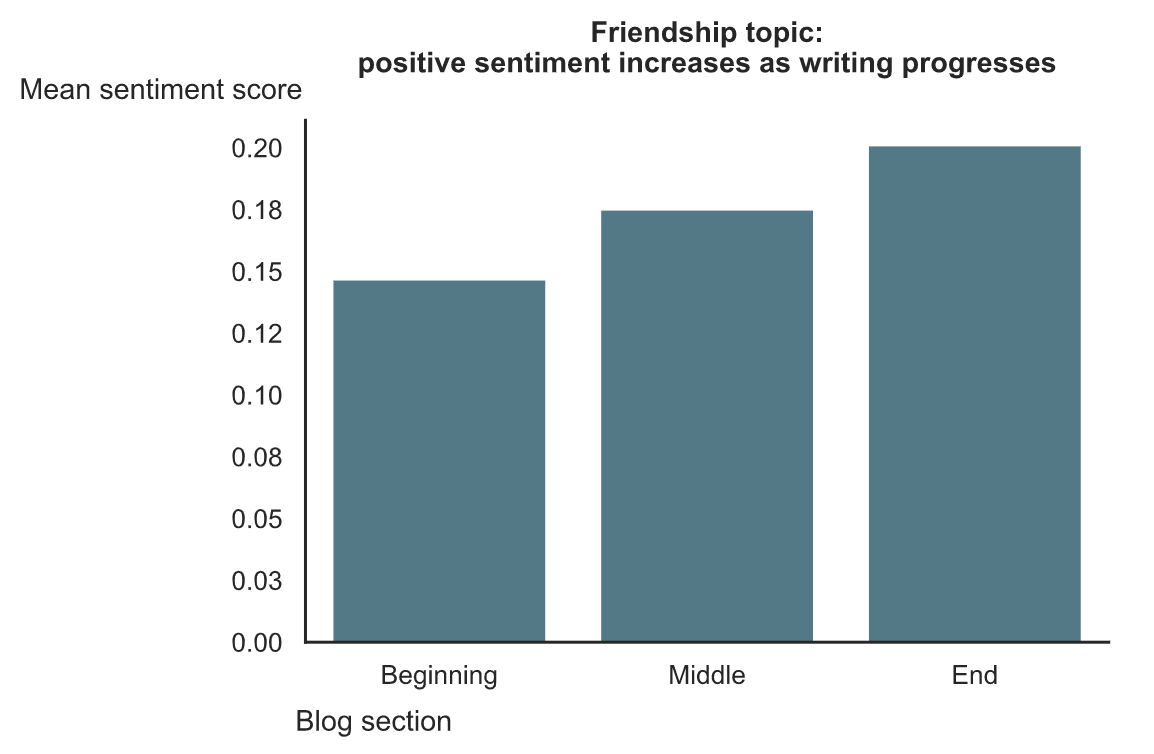 Friendship topic:
positive sentiment increases as writing progresses
Mean sentiment score
0.20
0.18
0.15
0.12
0.10
0.08
0.05
0.03
0.00
Beginning Middle End
Blog section